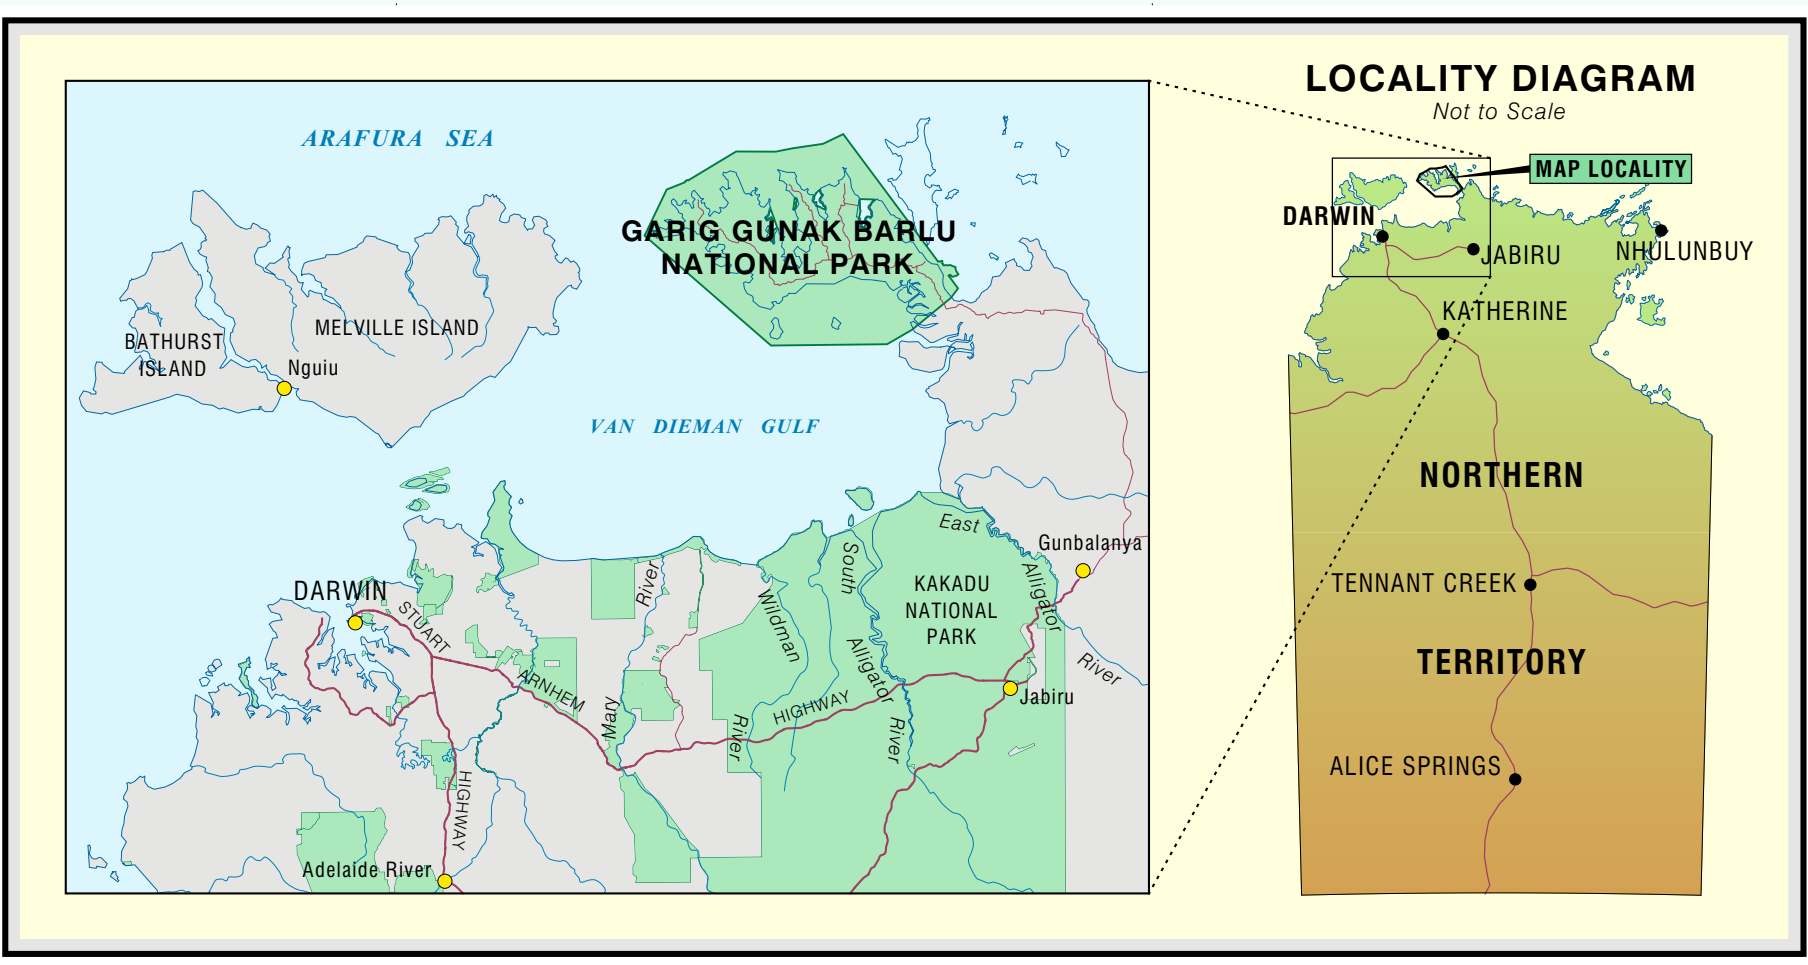 ARAFURA SEA
GARIG GUNAK BARLU
NATIONAL PARK
MELVILLE ISLAND
BATHURST
ISLAND
Nguiu
VAN DIEMAN GULF
East
Alligator
River
Gunbalanya
South
Alligator
River
KAKADU
NATIONAL
PARK
DARWIN
STUART
HIGHWAY
ARNHEM
HIGHWAY
Mary
River
Wildman
River
Jabiru
Adelaide River
LOCALITY DIAGRAM
Not to Scale
MAP LOCALITY
DARWIN
JABIRU
NHULUNBUY
KATHERINE
NORTHERN
TENNANT CREEK
TERRITORY
ALICE SPRINGS